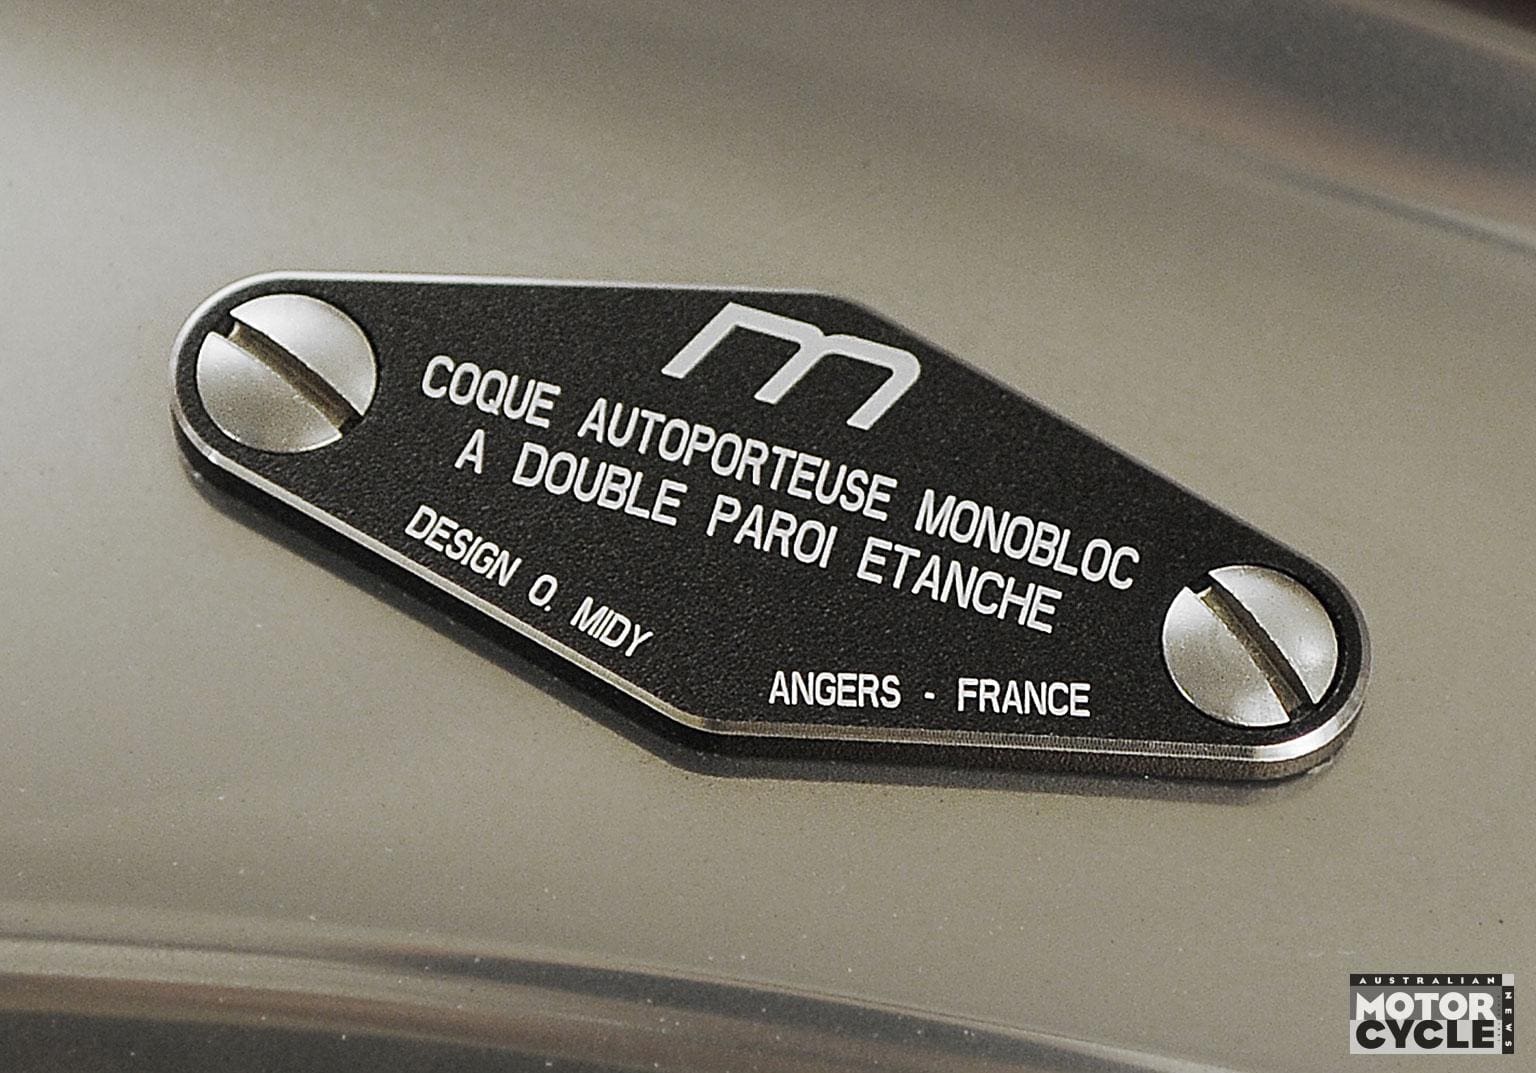 m
COQUE AUTOPORTEUSE MONOBLOC
A DOUBLE PAROI ETANCHE
DESIGN O. MIDY
ANGERS - FRANCE
AUSTRALIAN
MOTOR
CYCLE
NEWS